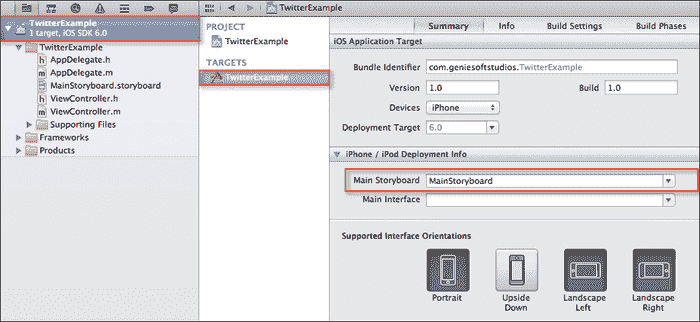 TwitterExample
TwitterExample
1 target, iOS SDK 6.0
TwitterExample
AppDelegate.h
AppDelegate.m
MainStoryboard.storyboard
ViewController.h
ViewController.m
Supporting Files
Frameworks
Products
PROJECT
TwitterExample
TARGETS
TwitterExample
Summary Info Build Settings Build Phases
iOS Application Target
Bundle Identifier com.geniesoftstudios.TwitterExample
Version 1.0 Build 1.0
Devices iPhone
Deployment Target 6.0
iPhone / iPod Deployment Info
Main Storyboard MainStoryboard
Main Interface
Supported Interface Orientations
Portrait
Upside Down
Landscape Left
Landscape Right